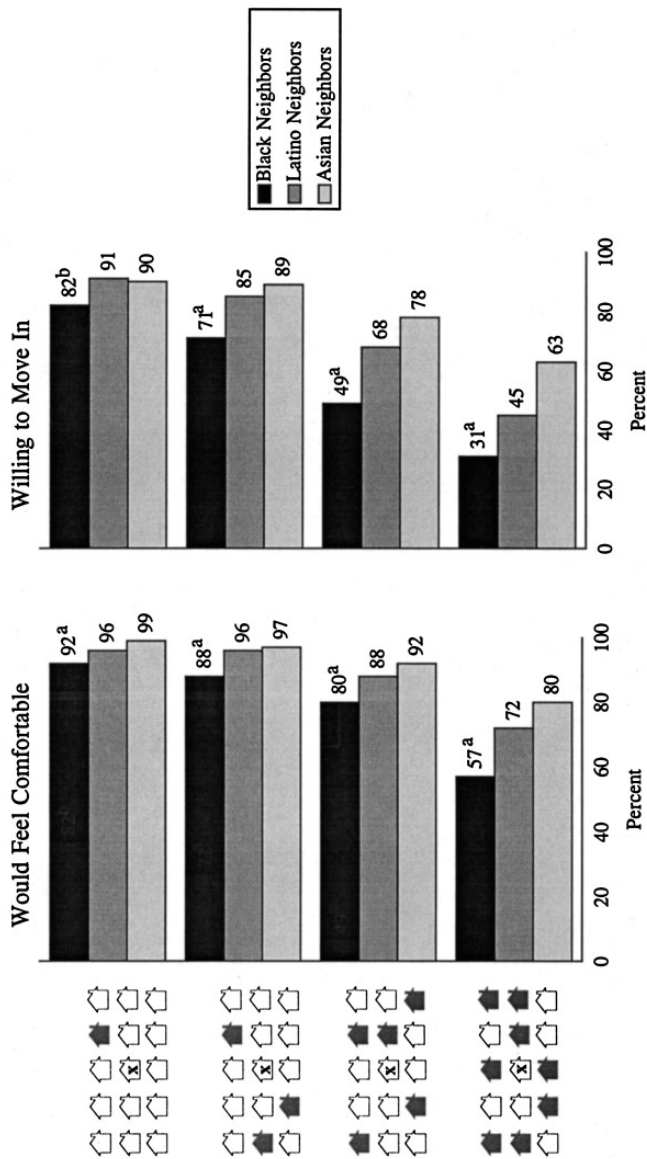 Would Feel Comfortable
x
92a
96
99
x
88a
96
97
x
80a
88
92
x
57a
72
80
0 20 40 60 80 100
Percent
Willing to Move In
82b
91
90
71a
85
89
49a
68
78
31a
45
63
0 20 40 60 80 100
Percent
Black Neighbors
Latino Neighbors
Asian Neighbors